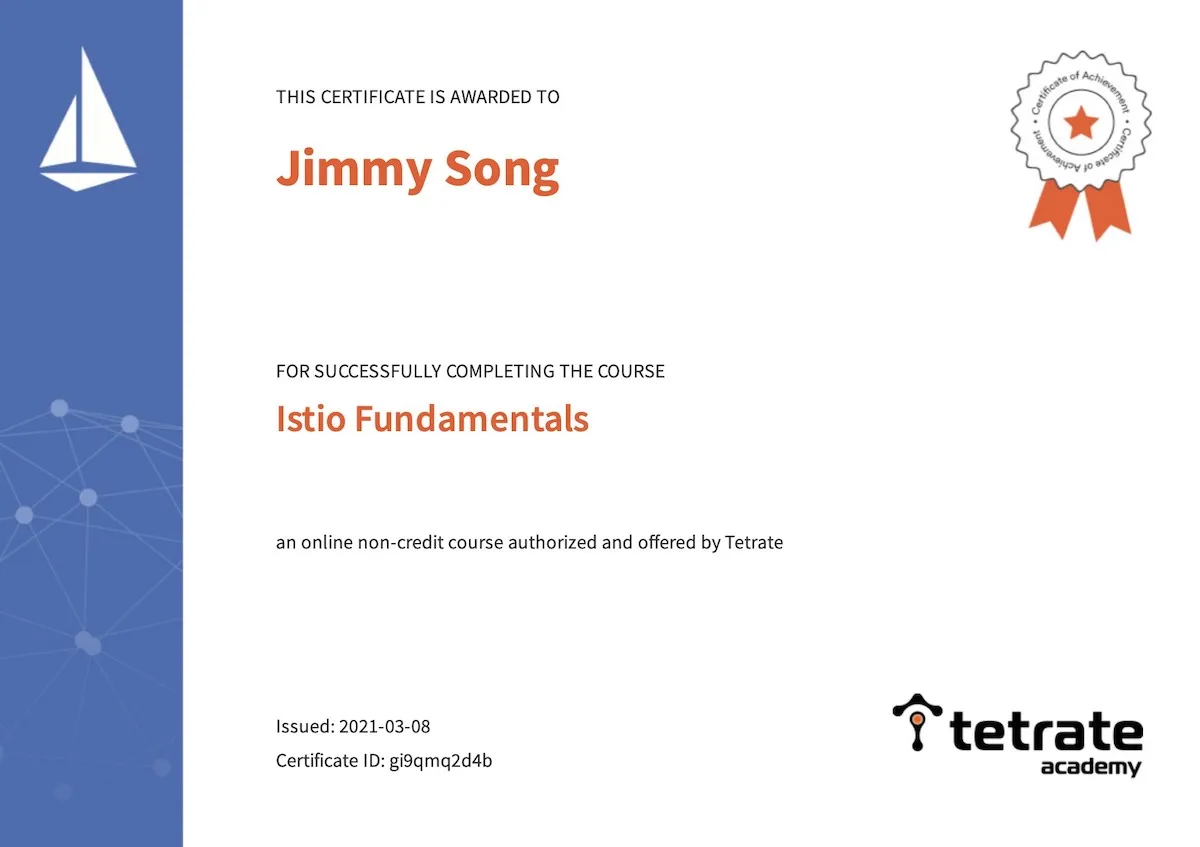 THIS CERTIFICATE IS AWARDED TO
Jimmy Song
Certificate of Achievement • Certificate of Achievement •
FOR SUCCESSFULLY COMPLETING THE COURSE
Istio Fundamentals
an online non-credit course authorized and offered by Tetrate
Issued: 2021-03-08
Certificate ID: gi9qmq2d4b
tetrate
academy